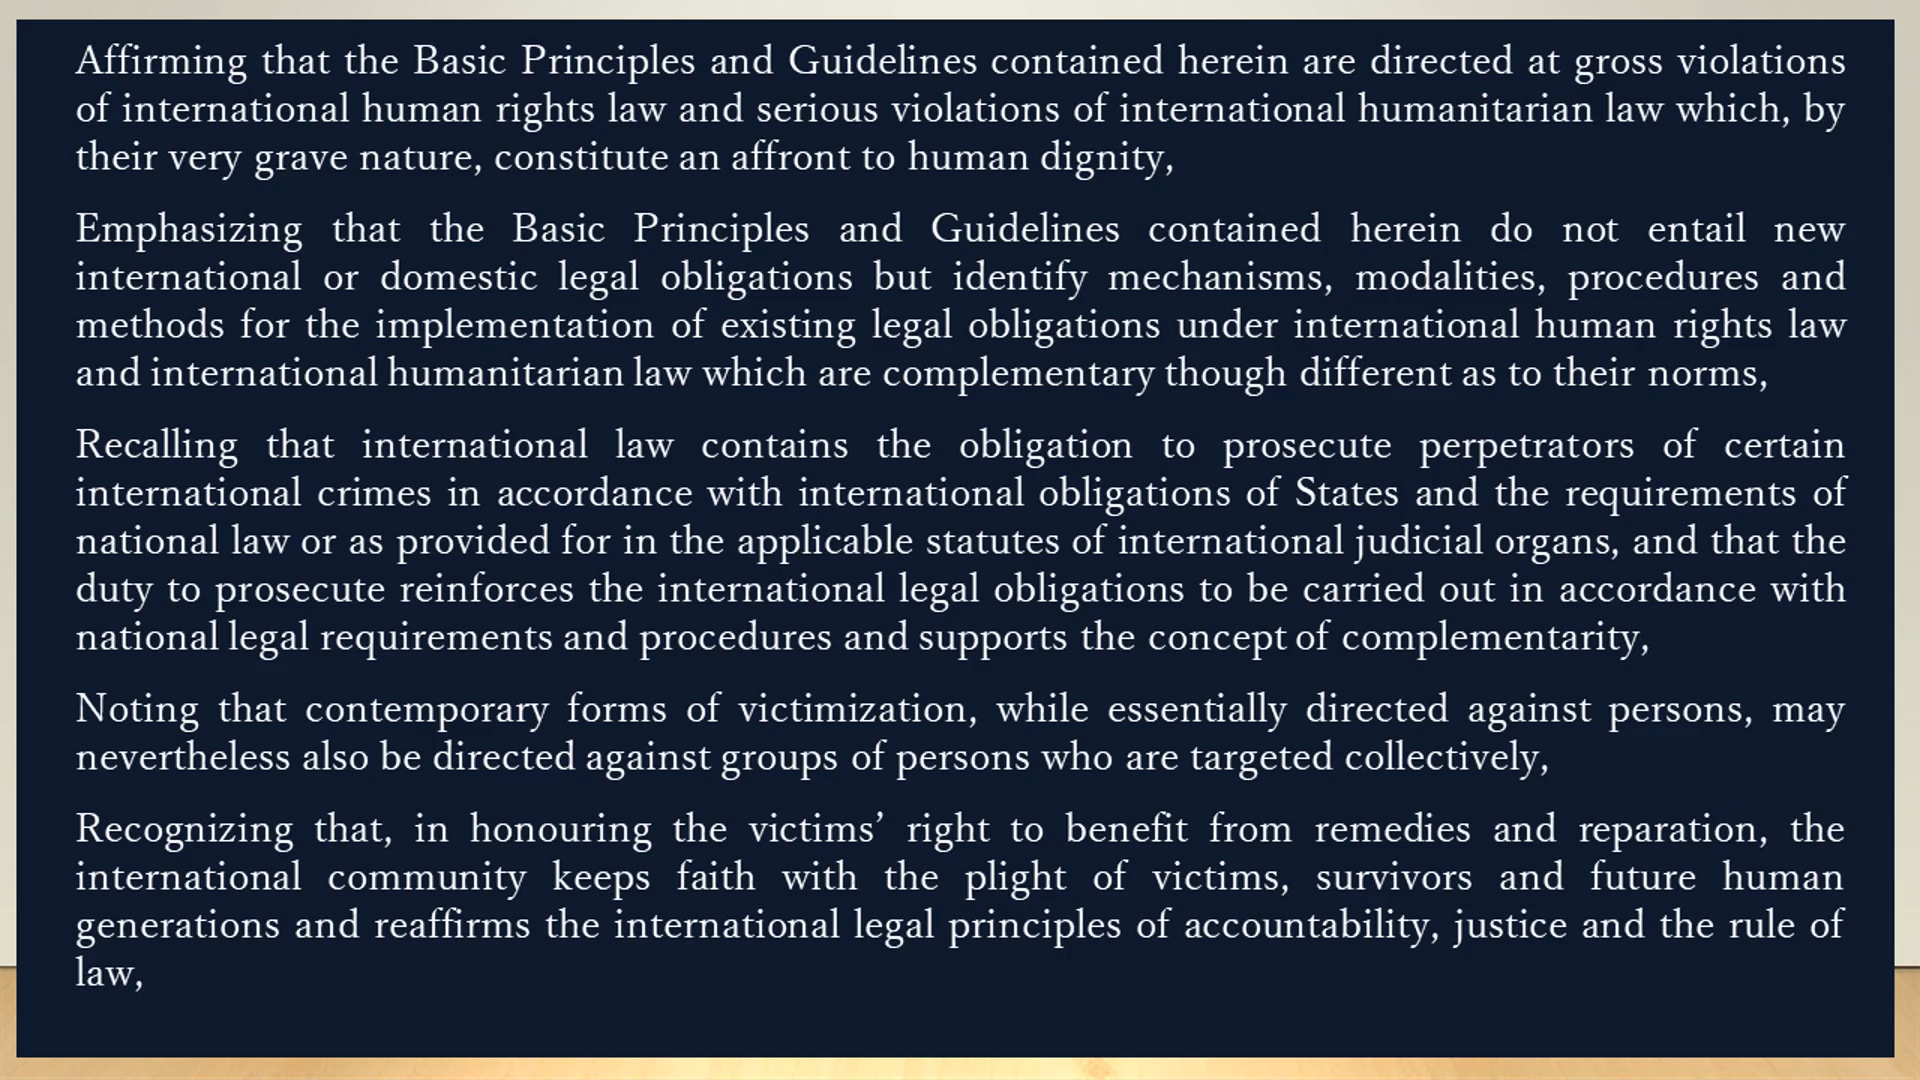 Affirming that the Basic Principles and Guidelines contained herein are directed at gross violations
of international human rights law and serious violations of international humanitarian law which, by
their very grave nature, constitute an affront to human dignity,
Emphasizing that the Basic Principles and Guidelines contained herein do not entail new
international or domestic legal obligations but identify mechanisms, modalities, procedures and
methods for the implementation of existing legal obligations under international human rights law
and international humanitarian law which are complementary though different as to their norms,
Recalling that international law contains the obligation to prosecute perpetrators of certain
international crimes in accordance with international obligations of States and the requirements of
national law or as provided for in the applicable statutes of international judicial organs, and that the
duty to prosecute reinforces the international legal obligations to be carried out in accordance with
national legal requirements and procedures and supports the concept of complementarity,
Noting that contemporary forms of victimization, while essentially directed against persons, may
nevertheless also be directed against groups of persons who are targeted collectively,
Recognizing that, in honouring the victims’ right to benefit from remedies and reparation, the
international community keeps faith with the plight of victims, survivors and future human
generations and reaffirms the international legal principles of accountability, justice and the rule of
law,